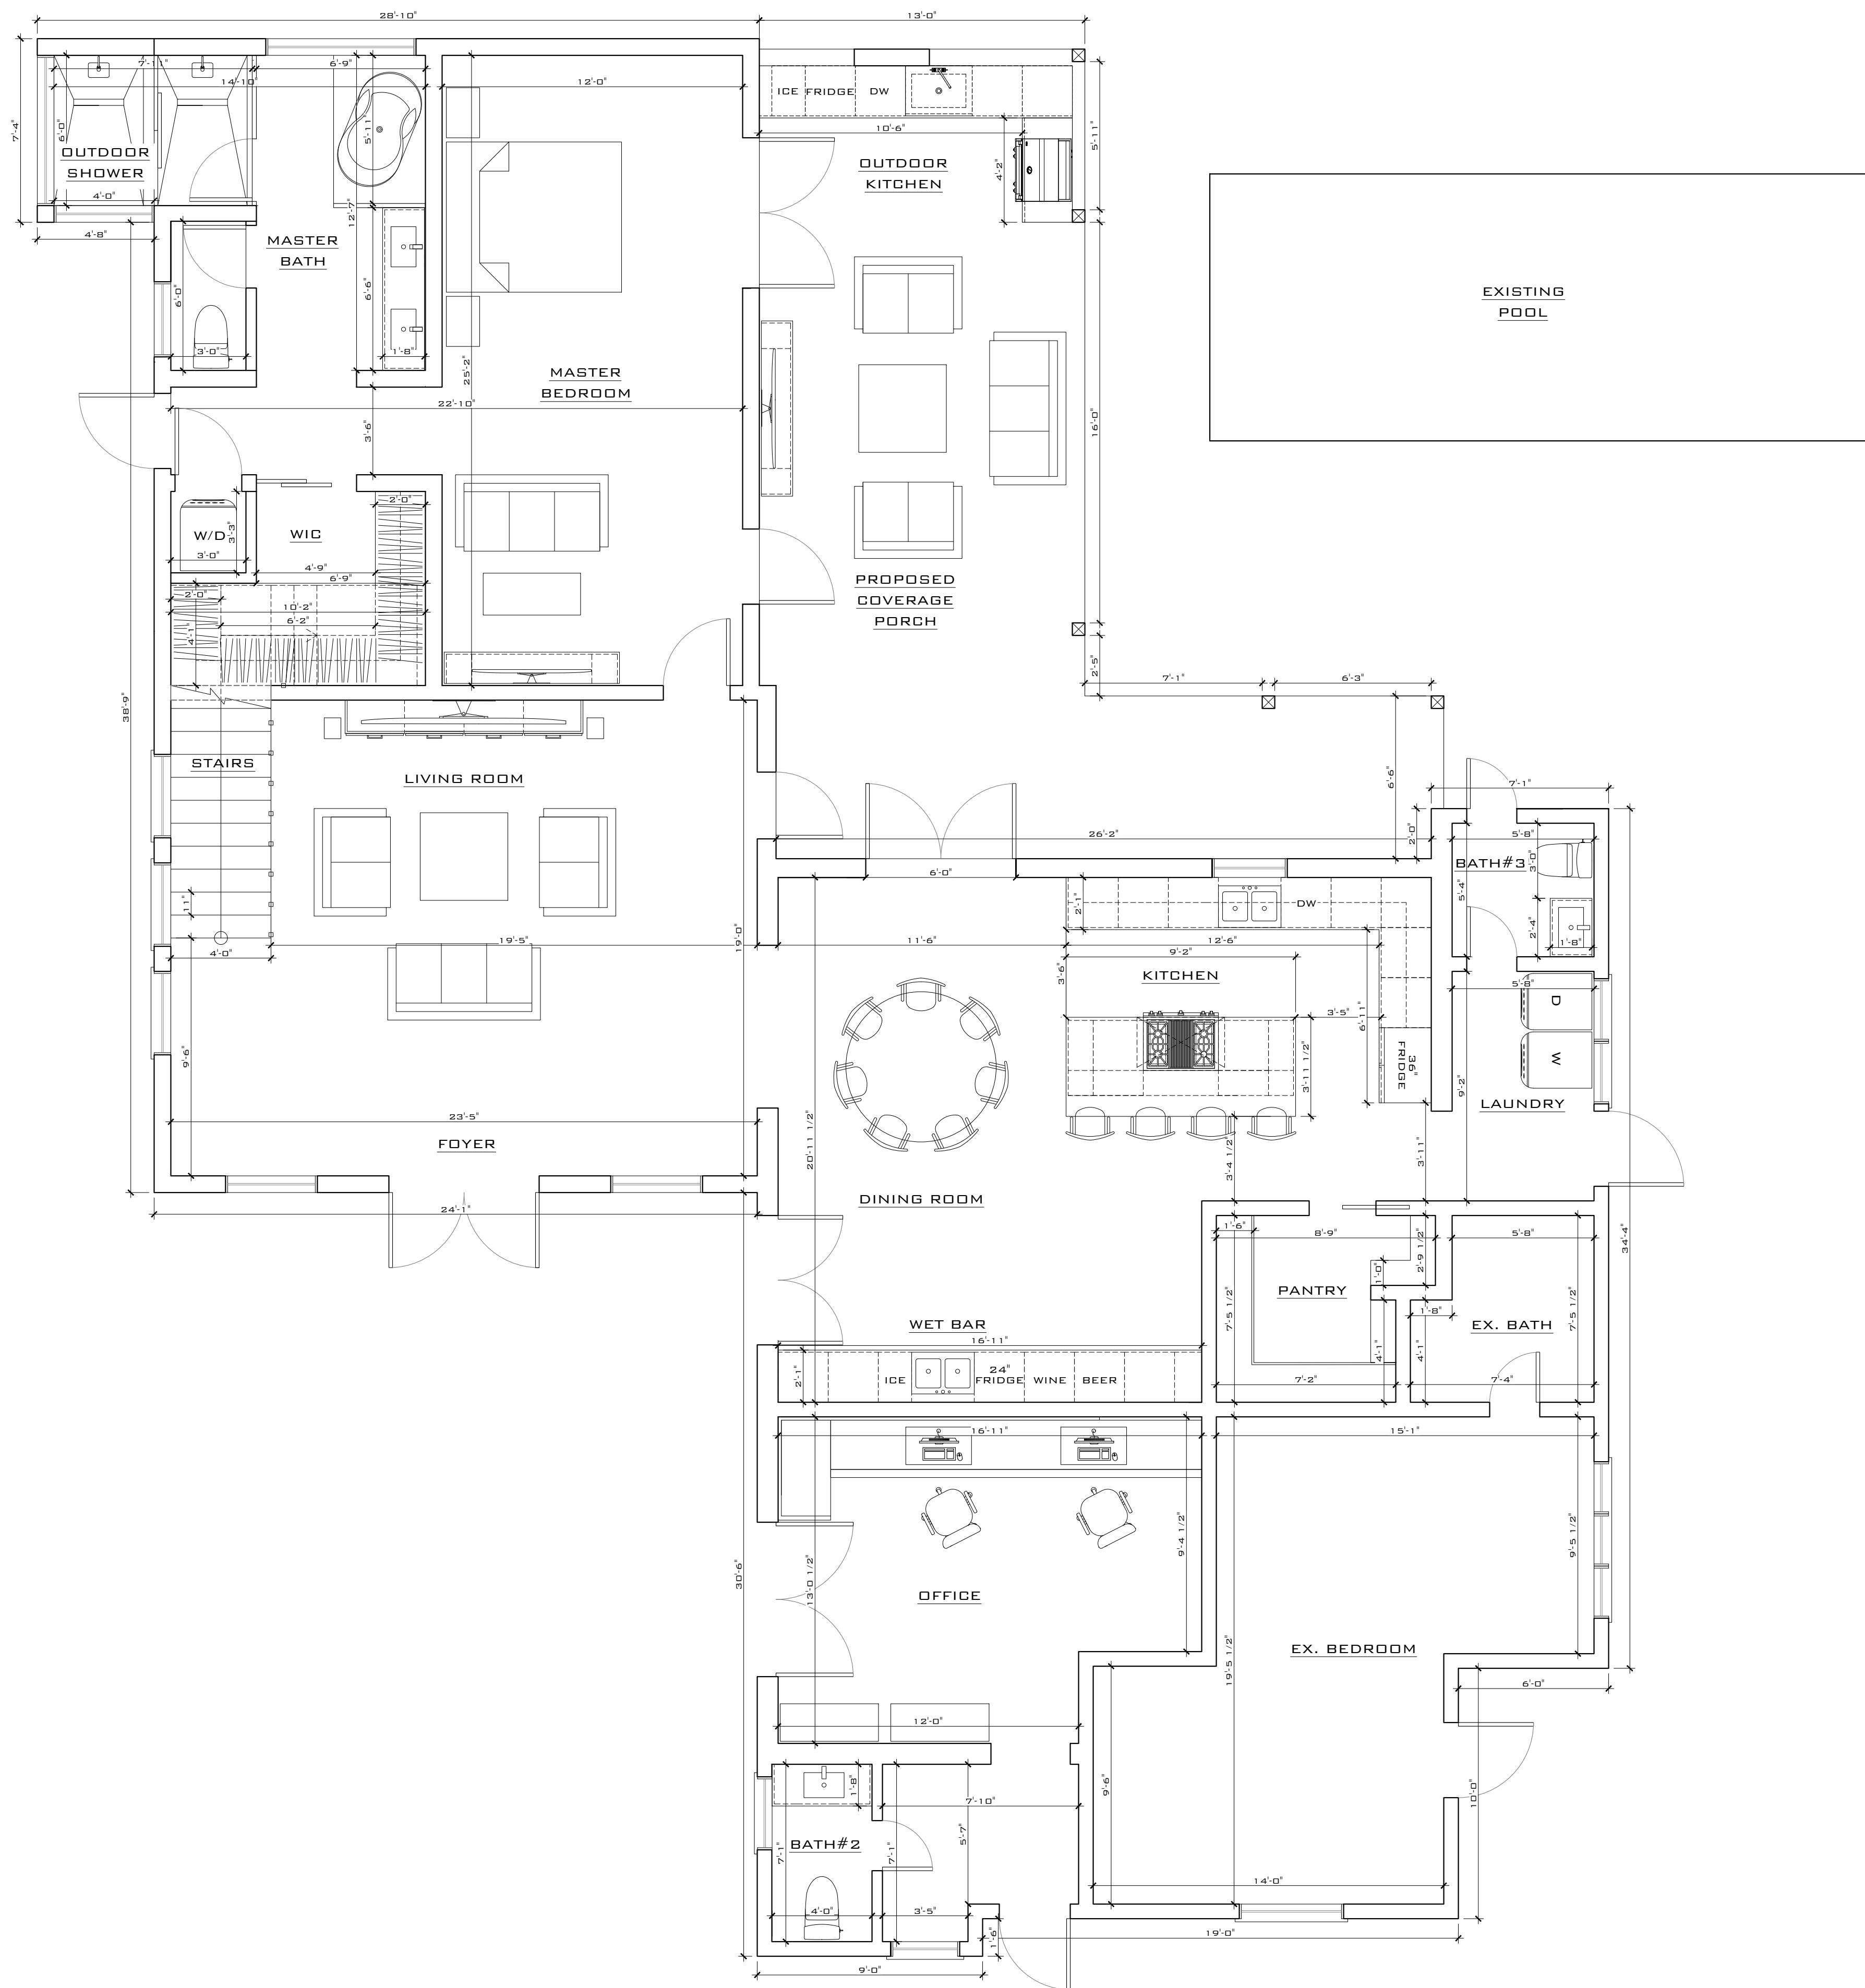 28'-10"
13'-0"
7'-11"
6'-9"
14'-10"
12'-0"
ICE
FRIDGE
DW
7'-4"
6'-0"
5'-11"
10'-6"
5'-11"
OUTDOOR
SHOWER
OUTDOOR
KITCHEN
4'-2"
4'-0"
4'-8"
12'-7"
MASTER
BATH
6'-6"
6'-0"
EXISTING
POOL
3'-0"
1'-8"
25'-2"
MASTER
BEDROOM
22'-10"
3'-6"
16'-0"
2'-0"
W/D
3'-3"
WIC
3'-0"
4'-9"
6'-9"
2'-0"
10'-2"
6'-2"
4'-1"
PROPOSED
COVERAGE
PORCH
2'-5"
7'-1"
6'-3"
38'-9"
STAIRS
LIVING ROOM
6'-6"
7'-1"
26'-2"
2'-0"
5'-8"
BATH#3
3'-0"
6'-0"
5'-4"
11"
2'-1"
DW
2'-4"
1'-8"
19'-5"
19'-0"
11'-6"
12'-6"
4'-0"
9'-2"
3'-6"
KITCHEN
5'-8"
D
3'-5"
6'-11"
36"
FRIDGE
W
3'-11 1/2"
9'-6"
9'-2"
LAUNDRY
23'-5"
FOYER
20'-11 1/2"
3'-4 1/2"
3'-11"
DINING ROOM
24'-1"
1'-6"
8'-9"
2'-9 1/2"
5'-8"
34'-4"
1'-0"
PANTRY
7'-5 1/2"
1'-8"
7'-5 1/2"
EX. BATH
WET BAR
16'-11"
4'-1"
4'-1"
2'-1"
ICE
24"
FRIDGE
WINE
BEER
7'-2"
7'-4"
16'-11"
15'-1"
9'-4 1/2"
9'-5 1/2"
30'-6"
13'-0 1/2"
OFFICE
EX. BEDROOM
19'-5 1/2"
6'-0"
12'-0"
1'-8"
9'-6"
10'-0"
7'-10"
5'-7"
BATH#2
7'-1"
7'-1"
14'-0"
4'-0"
3'-5"
1'-6"
19'-0"
9'-0"